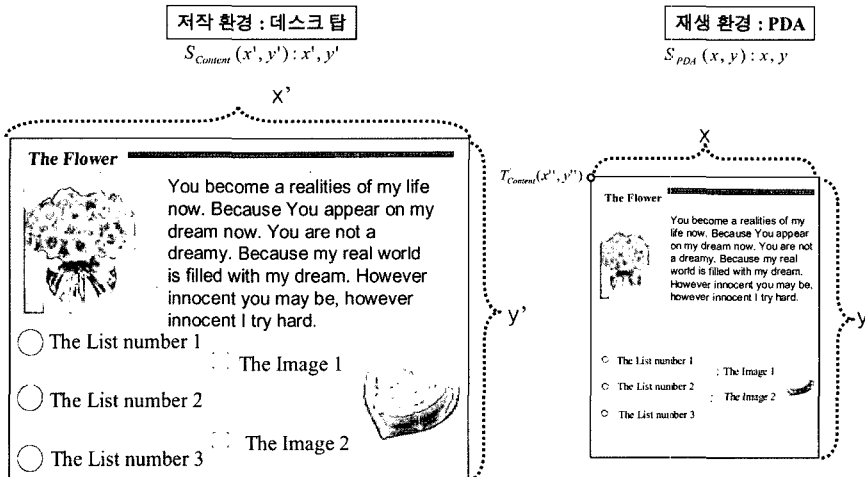 저작 환경 : 데스크 탑
S_Content (x', y') : x', y'
x'
The Flower
You become a realities of my life
now. Because You appear on my
dream now. You are not a
dreamy. Because my real world
is filled with my dream. However
innocent you may be, however
innocent I try hard.
The List number 1
The Image 1
The List number 2
The Image 2
The List number 3
y'
재생 환경 : PDA
S_PDA (x, y) : x, y
x
T_Content(x'', y'')
The Flower
You become a realities of my
life now. Because You appear
on my dream now. You are not
a dreamy. Because my real
world is filled with my dream.
However innocent you may be,
however innocent I try hard.
The List number 1
: The Image 1
The List number 2
: The Image 2
The List number 3
y